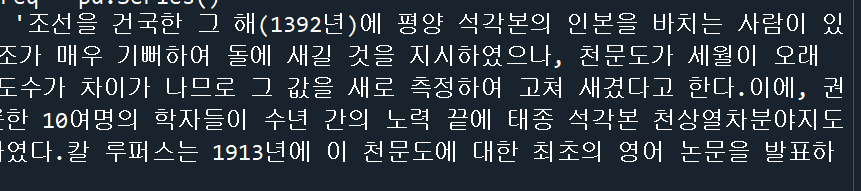 req = pd.Series()
'조선을 건국한 그 해(1392년)에 평양 석각본의 인본을 바치는 사람이 있
조가 매우 기뻐하여 돌에 새길 것을 지시하였으나, 천문도가 세월이 오래
도수가 차이가 나므로 그 값을 새로 측정하여 고쳐 새겼다고 한다.이에, 권
한 10여명의 학자들이 수년 간의 노력 끝에 태종 석각본 천상열차분야지도
였다.칼 루퍼스는 1913년에 이 천문도에 대한 최초의 영어 논문을 발표하